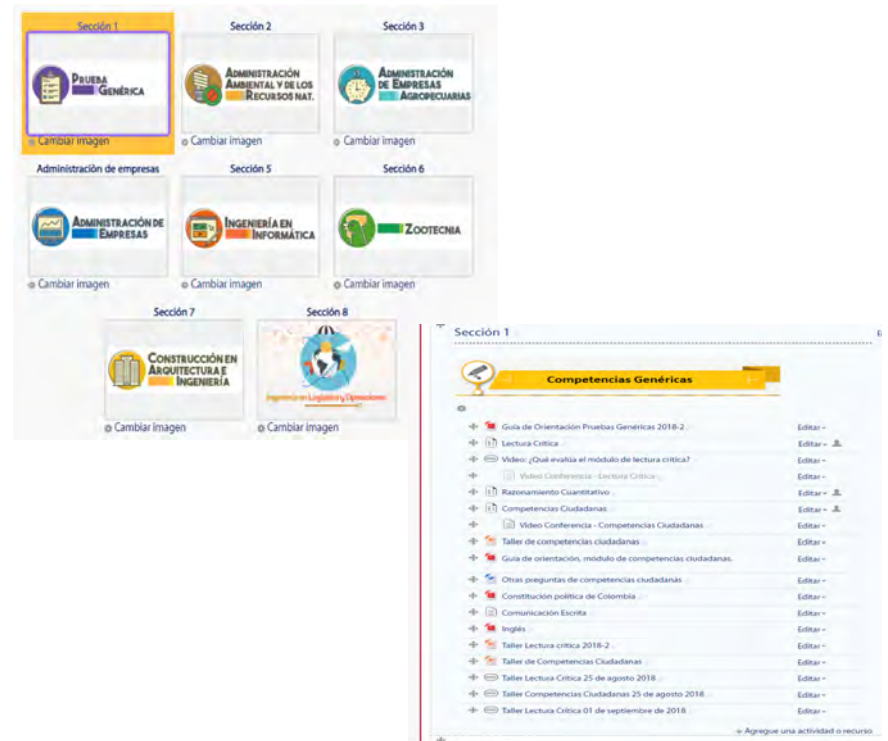 Sección 1
Sección 2
Sección 3
PRUEBA
GENÉRICA
ADMINISTRACIÓN
AMBIENTAL Y DE LOS
RECURSOS NAT.
ADMINISTRACIÓN
DE EMPRESAS
AGROPECUARIAS
Cambiar imagen
Cambiar imagen
Cambiar imagen
Administración de empresas
Sección 5
Sección 6
ADMINISTRACIÓN DE
EMPRESAS
INGENIERÍA EN
INFORMÁTICA
ZOOTECNIA
Cambiar imagen
Cambiar imagen
Cambiar imagen
Sección 7
Sección 8
CONSTRUCCIÓN EN
ARQUITECTURA E
INGENIERÍA
Ingeniería en Logística y Operaciones
Cambiar imagen
Cambiar imagen
Sección 1
Competencias Genéricas
Guía de Orientación Pruebas Genéricas 2018-2 Editar
Lectura Crítica Editar
Video: ¿Qué evalúa el módulo de lectura crítica? Editar
Video Conferencia - Lectura Crítica Editar
Razonamiento Cuantitativo Editar
Competencias Ciudadanas Editar
Video Conferencia - Competencias Ciudadanas Editar
Taller de competencias ciudadanas Editar
Guía de orientación, módulo de competencias ciudadanas. Editar
Otras preguntas de competencias ciudadanas Editar
Constitución política de Colombia Editar
Comunicación Escrita Editar
Inglés Editar
Taller Lectura crítica 2018-2 Editar
Taller de Competencias Ciudadanas Editar
Taller Lectura Crítica 25 de agosto 2018 Editar
Taller Competencias Ciudadanas 25 de agosto 2018 Editar
Taller Lectura Crítica 01 de septiembre de 2018 Editar
+ Agregue una actividad o recurso